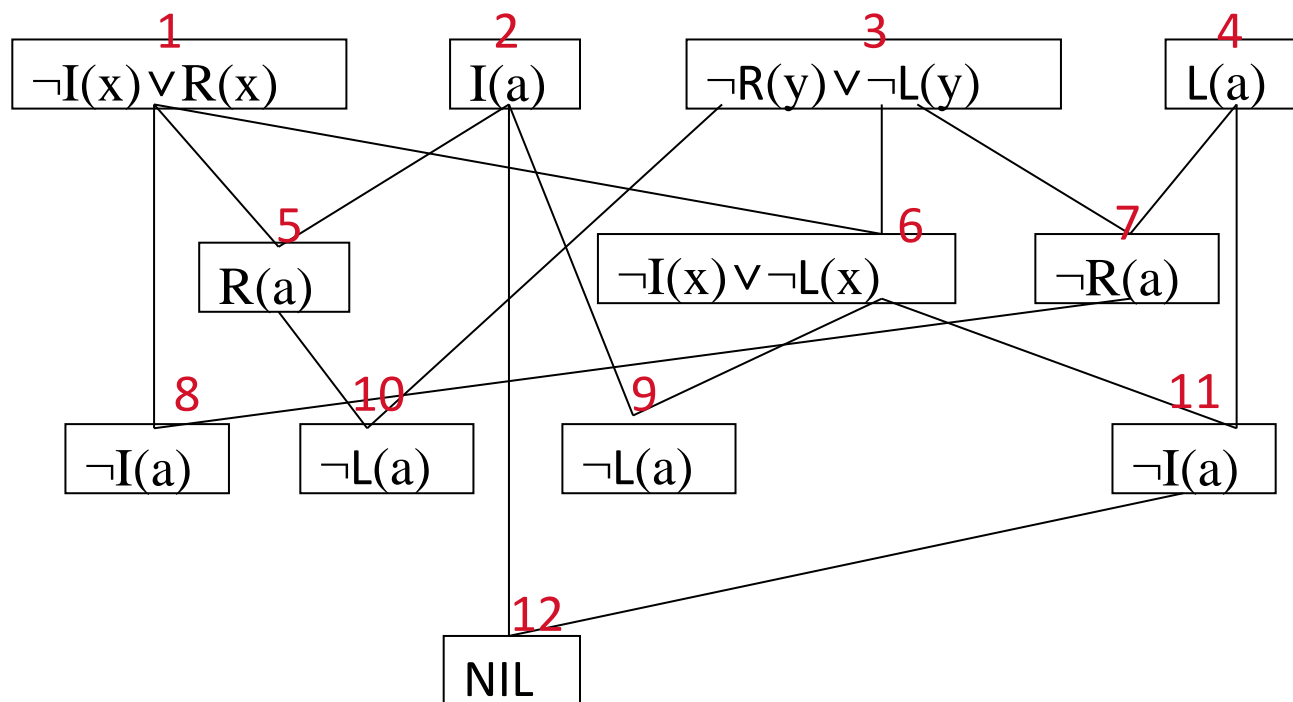 1 2 3 4
¬I(x)∨R(x) I(a) ¬R(y)∨¬L(y) L(a)
5 6 7
R(a) ¬I(x)∨¬L(x) ¬R(a)
8 10 9 11
¬I(a) ¬L(a) ¬L(a) ¬I(a)
12
NIL